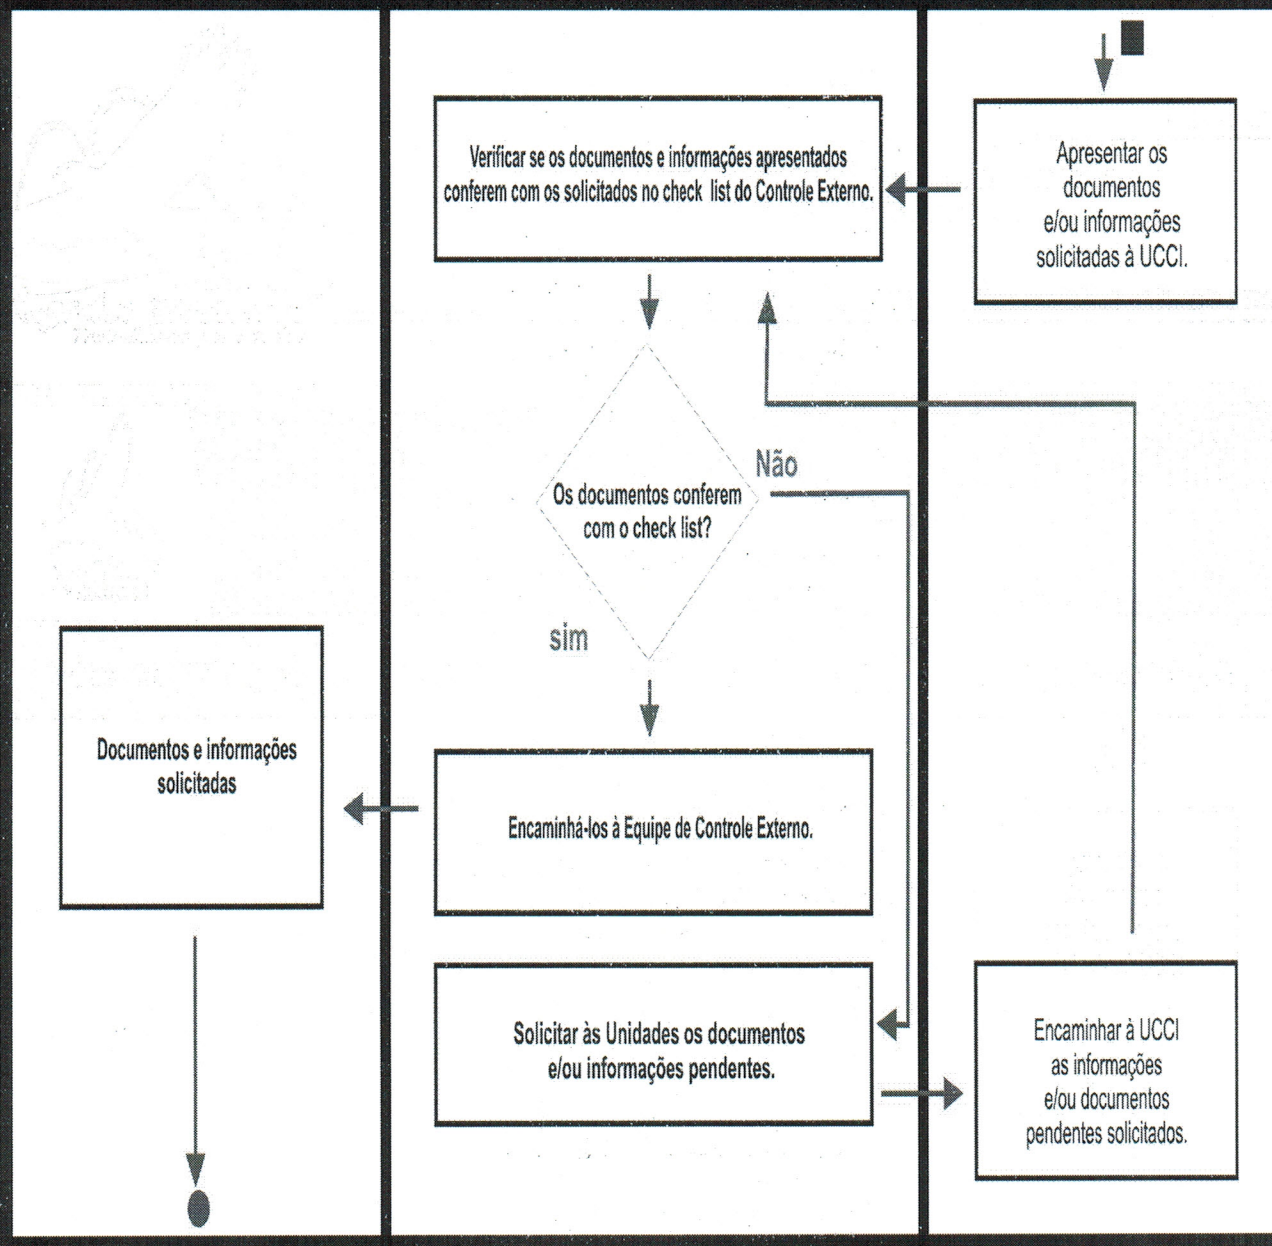 Apresentar os
documentos
e/ou informações
solicitadas à UCCI.
Verificar se os documentos e informações apresentados
conferem com os solicitados no check list do Controle Externo.
Não
Os documentos conferem
com o check list?
sim
Documentos e informações
solicitadas
Encaminhá-los à Equipe de Controle Externo.
Solicitar às Unidades os documentos
e/ou informações pendentes.
Encaminhar à UCCI
as informações
e/ou documentos
pendentes solicitados.